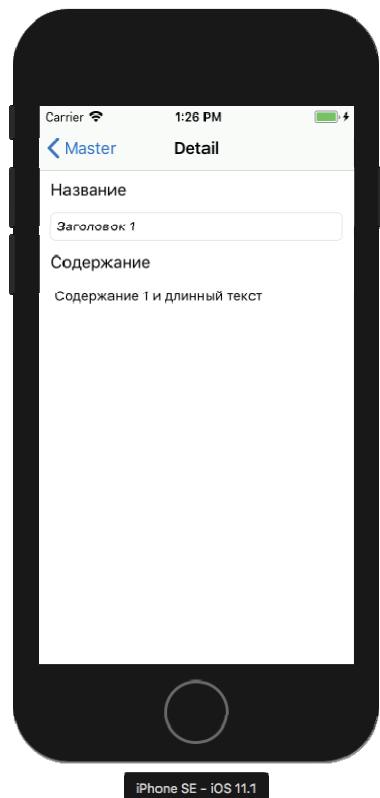 Carrier 1:26 PM
Master Detail
Название
Заголовок 1
Содержание
Содержание 1 и длинный текст
iPhone SE – iOS 11.1